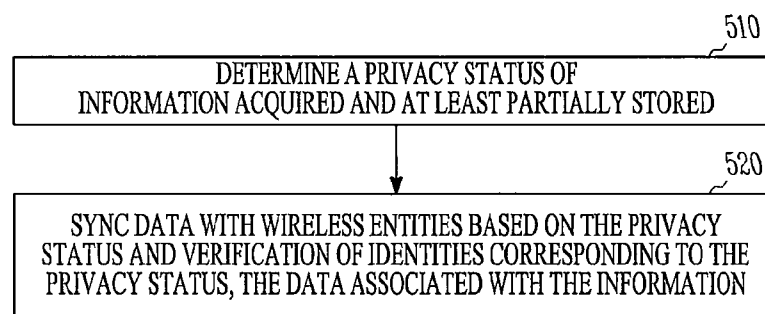 510
DETERMINE A PRIVACY STATUS OF
INFORMATION ACQUIRED AND AT LEAST PARTIALLY STORED
520
SYNC DATA WITH WIRELESS ENTITIES BASED ON THE PRIVACY
STATUS AND VERIFICATION OF IDENTITIES CORRESPONDING TO THE
PRIVACY STATUS, THE DATA ASSOCIATED WITH THE INFORMATION